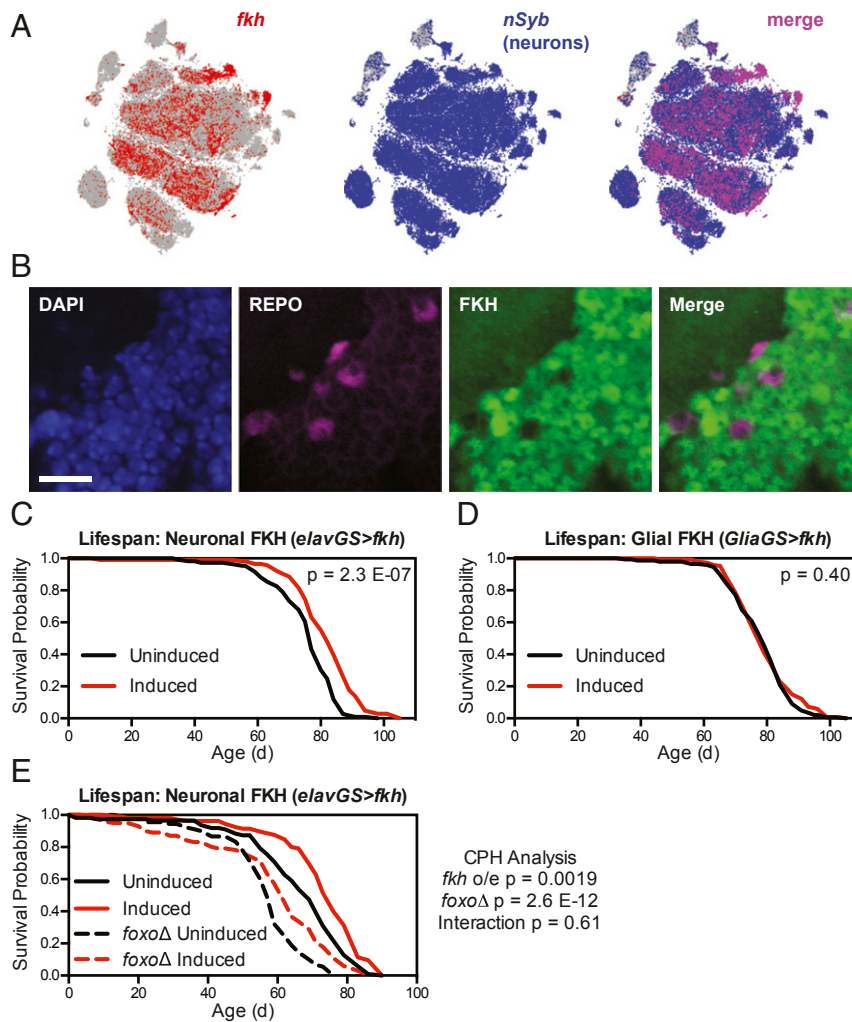 A
fkh
nSyb
(neurons)
merge
B
DAPI
REPO
FKH
Merge
C
Lifespan: Neuronal FKH (elavGS>fkh)
p = 2.3 E-07
Survival Probability
1.0
0.8
0.6
0.4
0.2
0.0
Uninduced
Induced
0 20 40 60 80 100
Age (d)
D
Lifespan: Glial FKH (GliaGS>fkh)
p = 0.40
Survival Probability
1.0
0.8
0.6
0.4
0.2
0.0
Uninduced
Induced
0 20 40 60 80 100
Age (d)
E
Lifespan: Neuronal FKH (elavGS>fkh)
Survival Probability
1.0
0.8
0.6
0.4
0.2
0.0
Uninduced
Induced
foxoΔ Uninduced
foxoΔ Induced
0 20 40 60 80 100
Age (d)
CPH Analysis
fkh o/e p = 0.0019
foxoΔ p = 2.6 E-12
Interaction p = 0.61